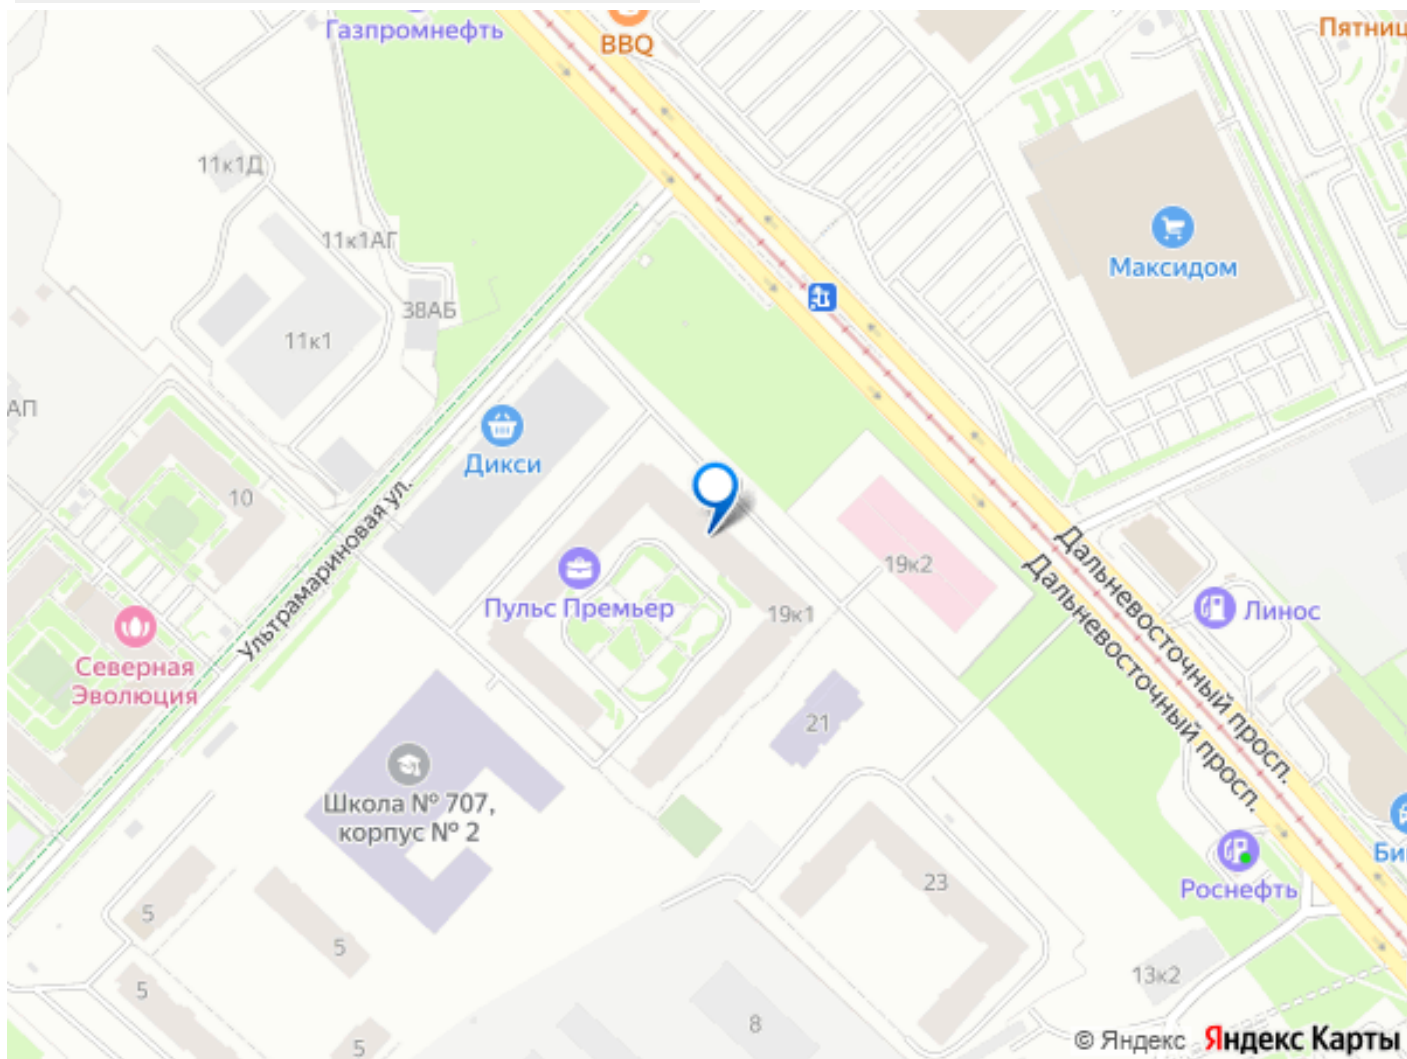 Газпромнефть
BBQ
Пятниц
11к1Д
11к1АГ
Максидом
38АБ
11к1
АП
Дикси
10
Ультрамариновая ул.
19к2
Дальневосточный просп.
Дальневосточный просп.
Пульс Премьер
19к1
Линос
Северная
Эволюция
21
Школа № 707,
корпус № 2
Би
23
Роснефть
5
5
5
13к2
8
5
© Яндекс Яндекс Карты